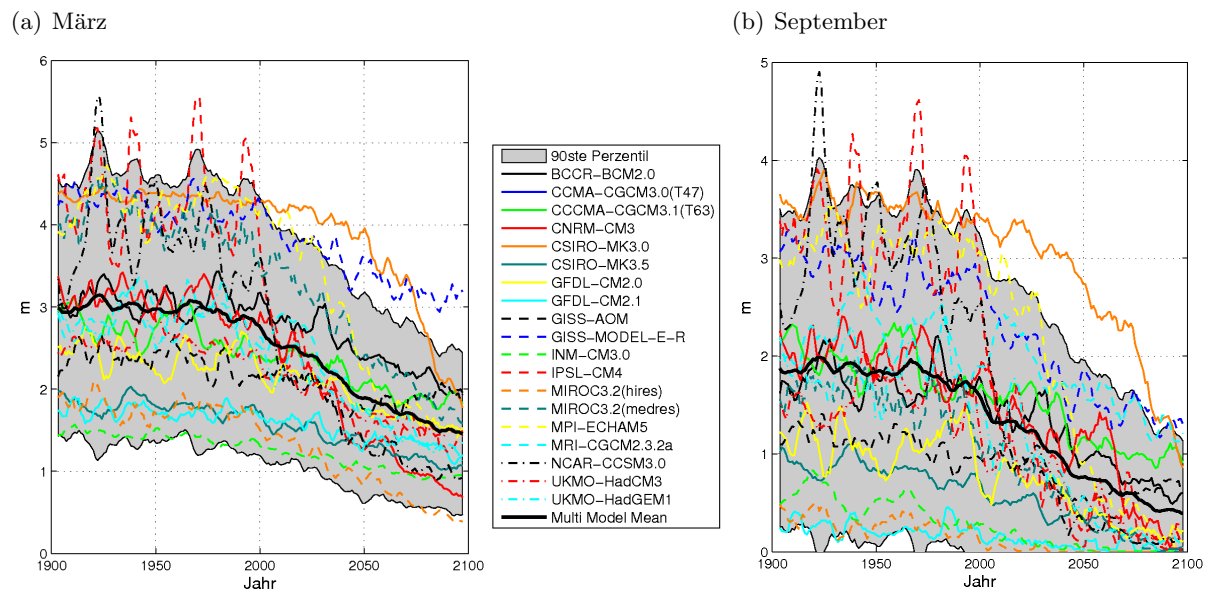 (a) März
(b) September
6
5
4
3
2
1
0
m
1900 1950 2000 2050 2100
Jahr
90ste Perzentil
BCCR−BCM2.0
CCMA−CGCM3.0(T47)
CCCMA−CGCM3.1(T63)
CNRM−CM3
CSIRO−MK3.0
CSIRO−MK3.5
GFDL−CM2.0
GFDL−CM2.1
GISS−AOM
GISS−MODEL−E−R
INM−CM3.0
IPSL−CM4
MIROC3.2(hires)
MIROC3.2(medres)
MPI−ECHAM5
MRI−CGCM2.3.2a
NCAR−CCSM3.0
UKMO−HadCM3
UKMO−HadGEM1
Multi Model Mean
5
4
3
2
1
0
m
1900 1950 2000 2050 2100
Jahr